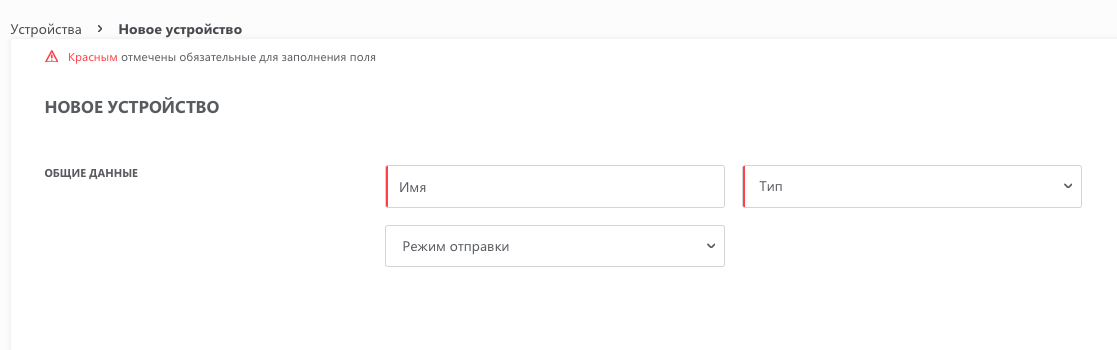 Устройства > Новое устройство
Красным отмечены обязательные для заполнения поля
НОВОЕ УСТРОЙСТВО
ОБЩИЕ ДАННЫЕ
Имя
Тип
Режим отправки